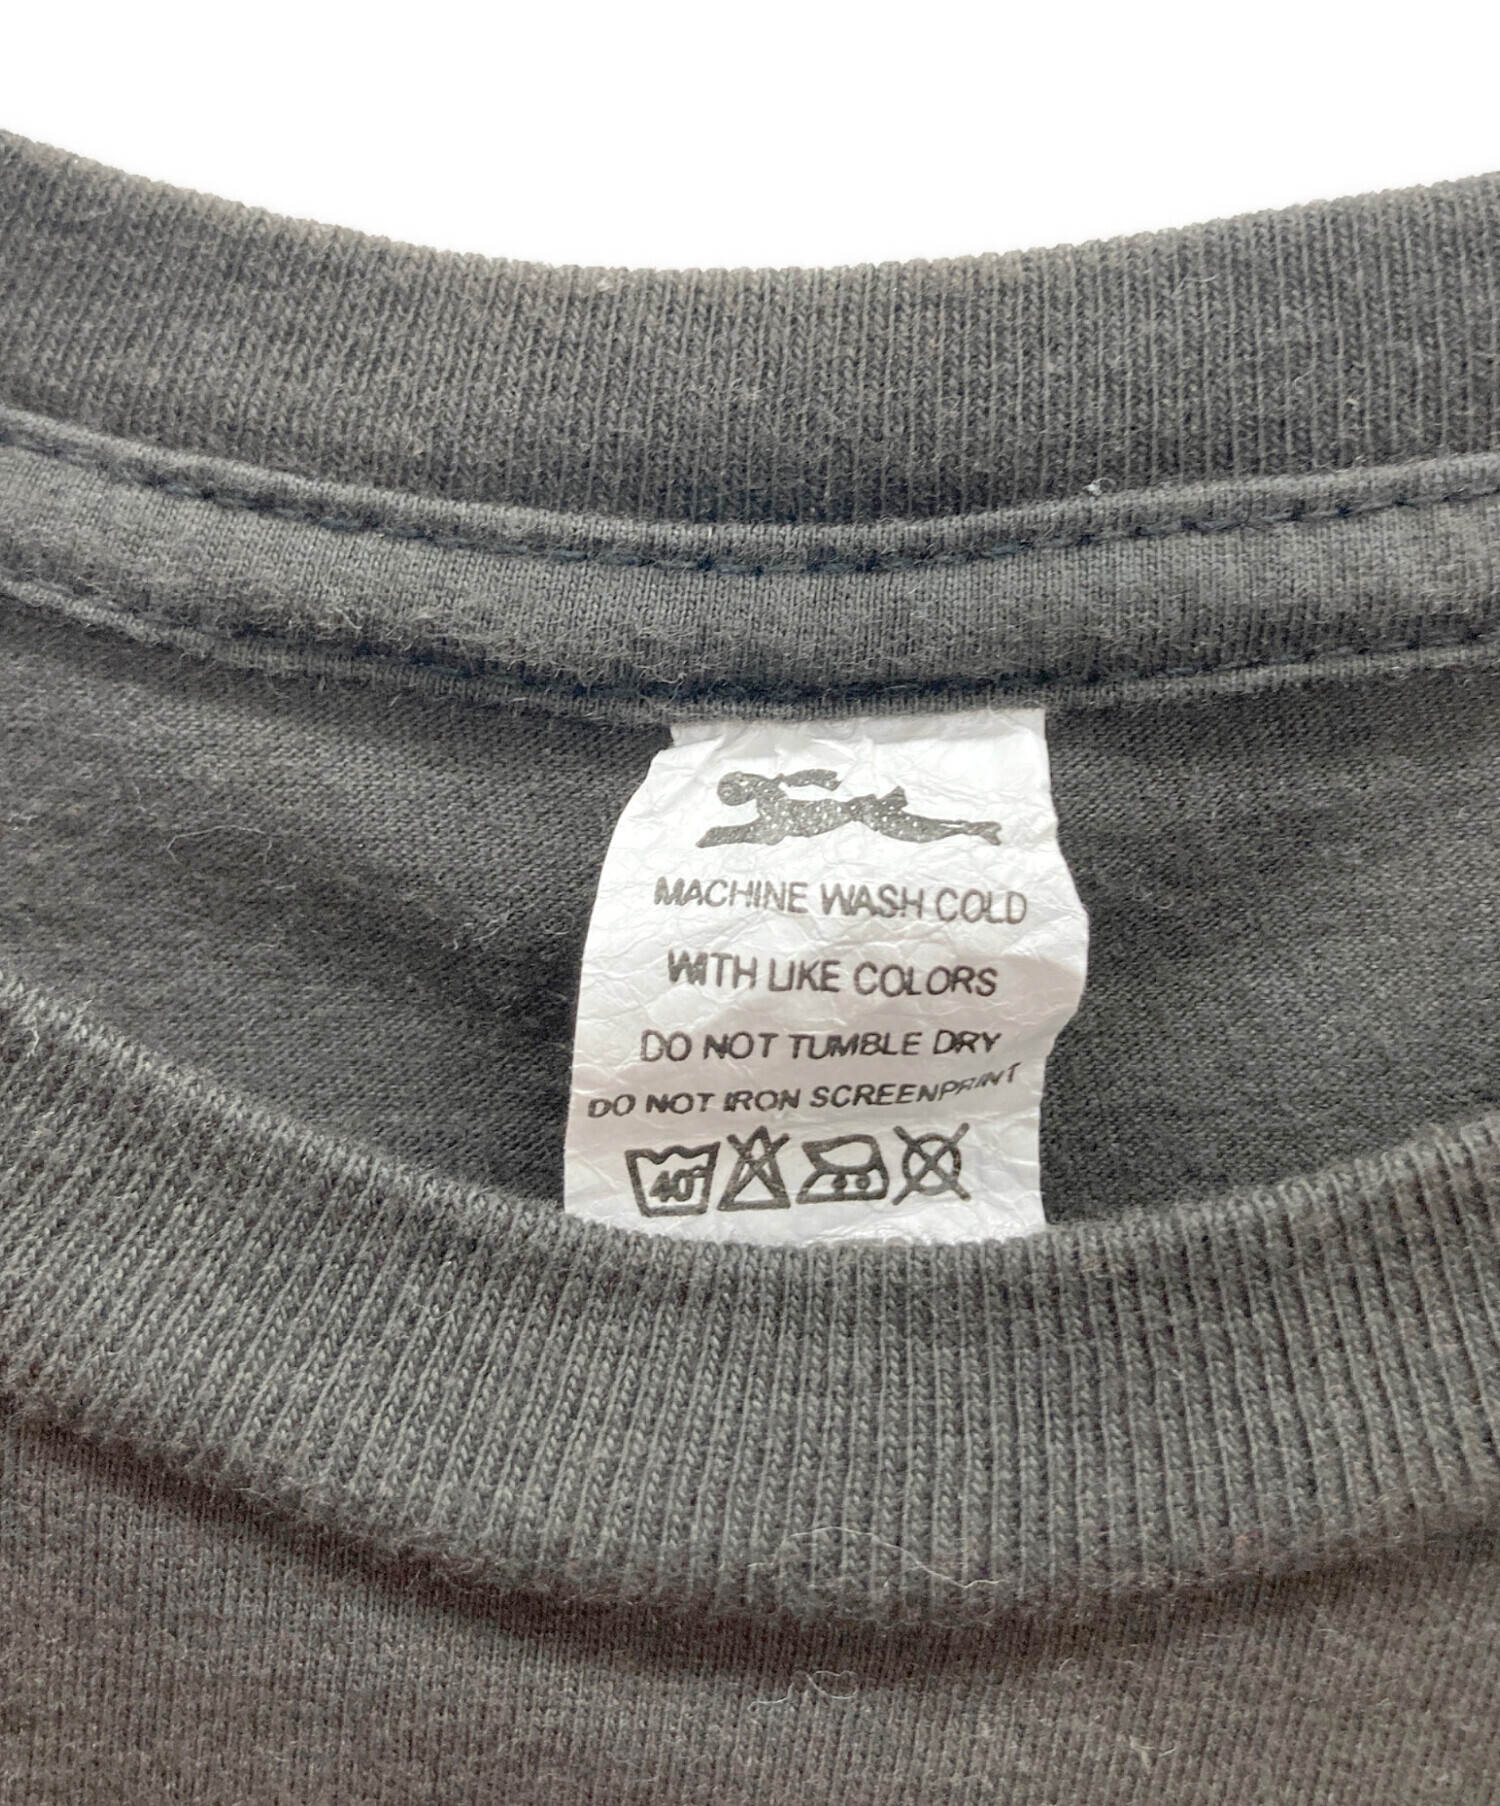 MACHINE WASH COLD
WITH LIKE COLORS
DO NOT TUMBLE DRY
DO NOT IRON SCREENPRINT
40°